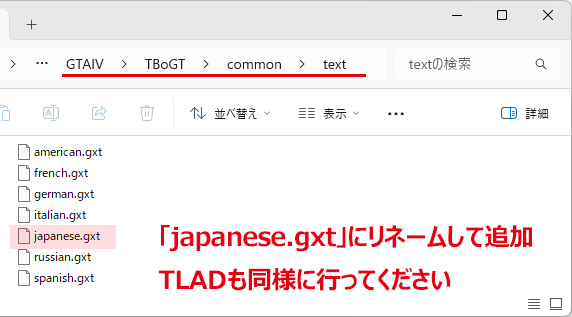 GTAIV > TBoGT > common > text
textの検索
並べ替え
表示
詳細
american.gxt
french.gxt
german.gxt
italian.gxt
japanese.gxt
russian.gxt
spanish.gxt
「japanese.gxt」にリネームして追加
TLADも同様に行ってください